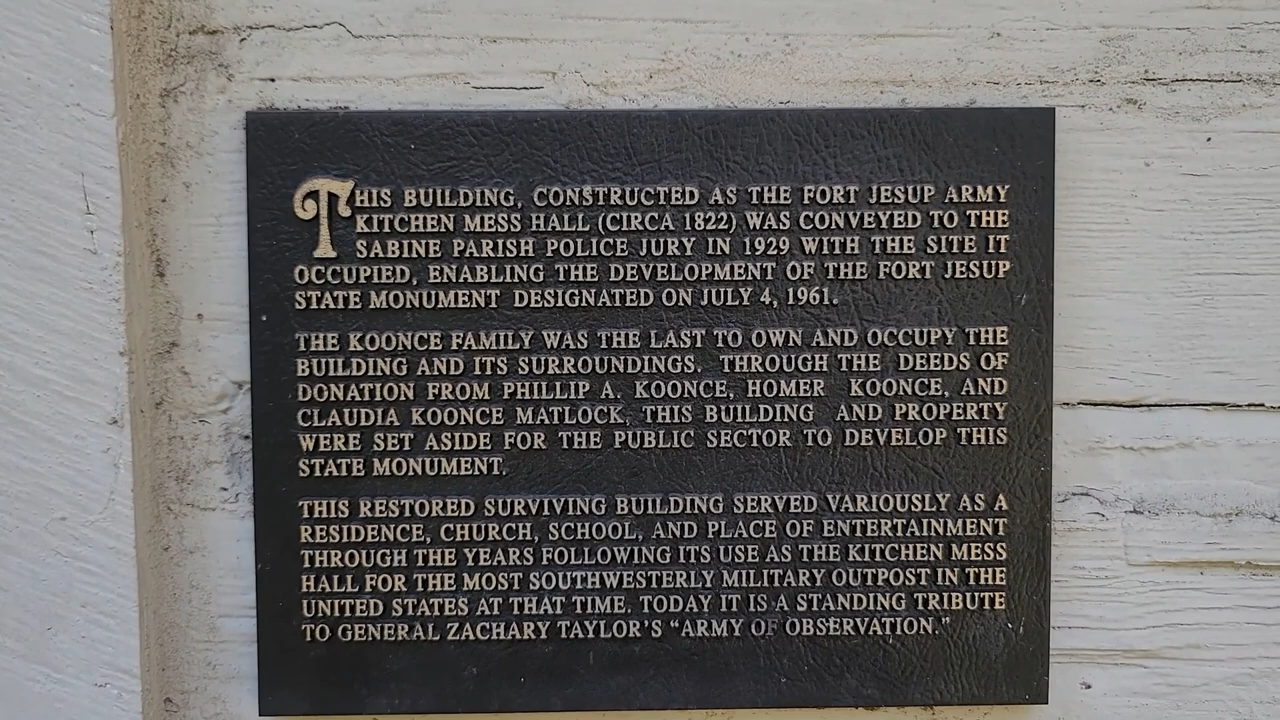 THIS BUILDING, CONSTRUCTED AS THE FORT JESUP ARMY
KITCHEN MESS HALL (CIRCA 1822) WAS CONVEYED TO THE
SABINE PARISH POLICE JURY IN 1929 WITH THE SITE IT
OCCUPIED, ENABLING THE DEVELOPMENT OF THE FORT JESUP
STATE MONUMENT DESIGNATED ON JULY 4, 1961.
THE KOONCE FAMILY WAS THE LAST TO OWN AND OCCUPY THE
BUILDING AND ITS SURROUNDINGS. THROUGH THE DEEDS OF
DONATION FROM PHILLIP A. KOONCE, HOMER KOONCE, AND
CLAUDIA KOONCE MATLOCK, THIS BUILDING AND PROPERTY
WERE SET ASIDE FOR THE PUBLIC SECTOR TO DEVELOP THIS
STATE MONUMENT.
THIS RESTORED SURVIVING BUILDING SERVED VARIOUSLY AS A
RESIDENCE, CHURCH, SCHOOL, AND PLACE OF ENTERTAINMENT
THROUGH THE YEARS FOLLOWING ITS USE AS THE KITCHEN MESS
HALL FOR THE MOST SOUTHWESTERLY MILITARY OUTPOST IN THE
UNITED STATES AT THAT TIME. TODAY IT IS A STANDING TRIBUTE
TO GENERAL ZACHARY TAYLOR'S "ARMY OF OBSERVATION."